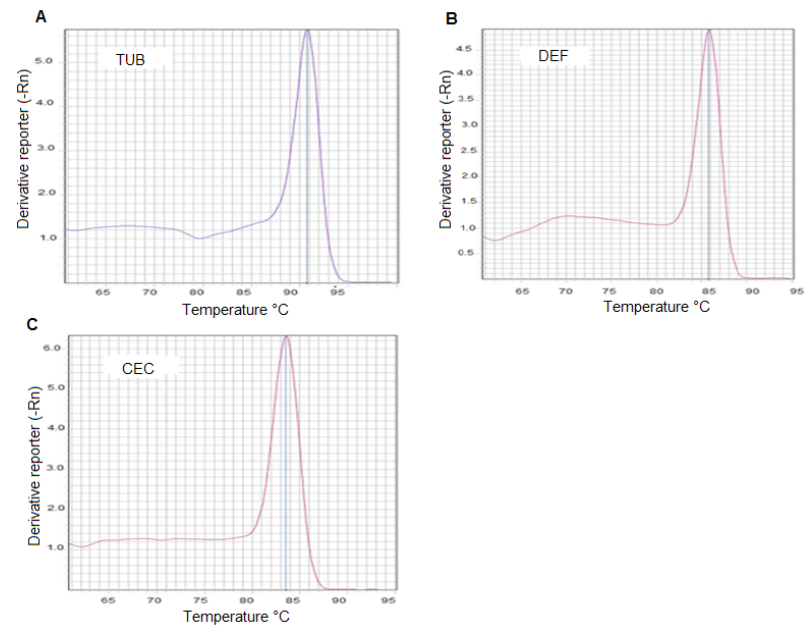 A
TUB
Derivative reporter (-Rn)
5.0
4.0
3.0
2.0
1.0
65 70 80 85 90 95
Temperature °C
B
DEF
Derivative reporter (-Rn)
4.5
4.0
3.5
3.0
2.5
2.0
1.5
1.0
0.5
65 70 75 80 85 90 95
Temperature °C
C
CEC
Derivative reporter (-Rn)
6.0
5.0
4.0
3.0
2.0
1.0
65 70 75 80 85 90 95
Temperature °C